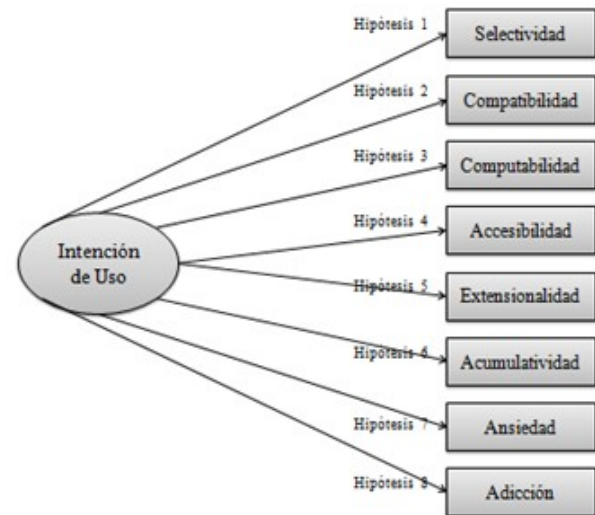 Hipótesis 1
Selectividad
Hipótesis 2
Compatibilidad
Hipótesis 3
Computabilidad
Hipótesis 4
Accesibilidad
Intención
de Uso
Hipótesis 5
Extensionalidad
Hipótesis 6
Acumulatividad
Hipótesis 7
Ansiedad
Hipótesis 8
Adicción